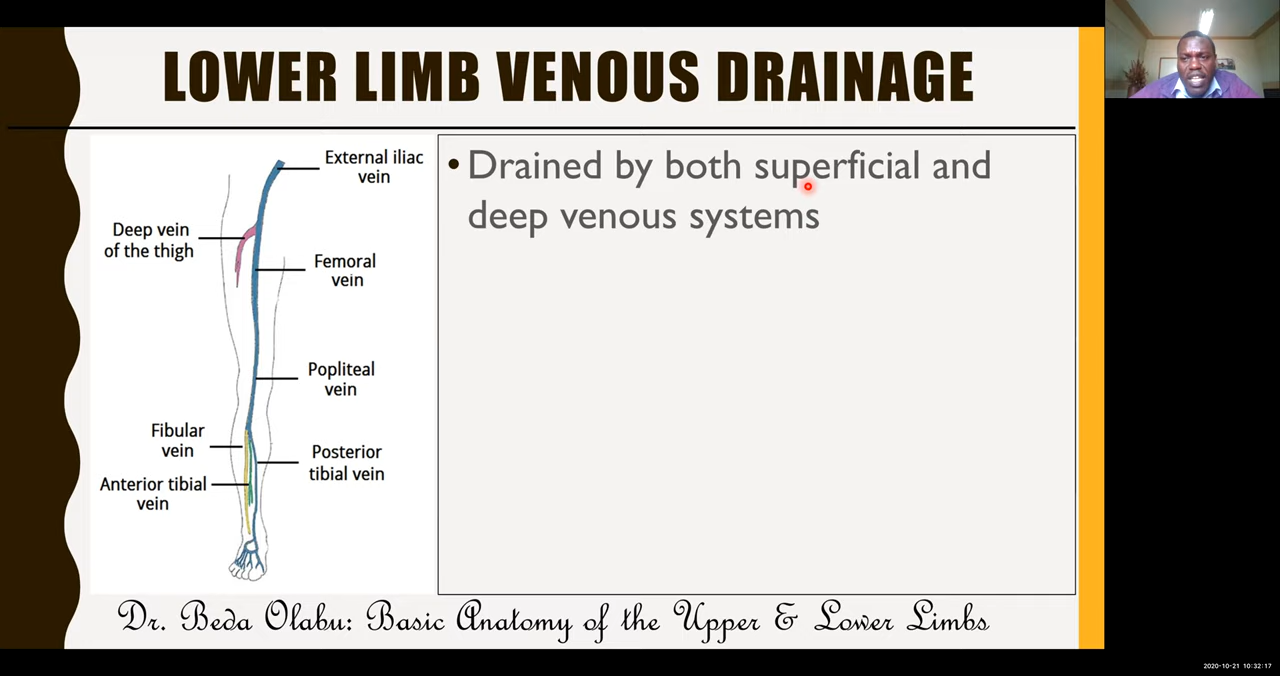 LOWER LIMB VENOUS DRAINAGE
External iliac
vein
Deep vein
of the thigh
Femoral
vein
Popliteal
vein
Fibular
vein
Posterior
tibial vein
Anterior tibial
vein
• Drained by both superficial and
deep venous systems
Dr. Beda Olabu: Basic Anatomy of the Upper & Lower Limbs
2020-10-21 10:32:17